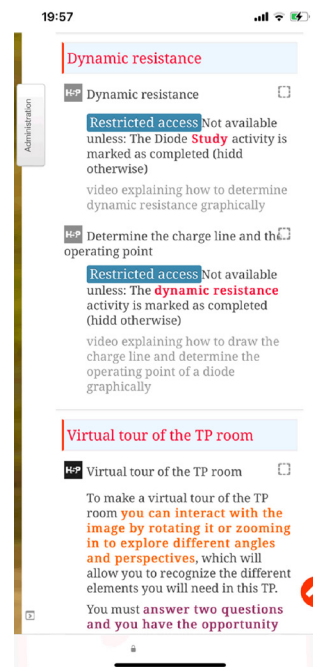 19:57
Dynamic resistance
Administration
H-P Dynamic resistance
Restricted access Not available
unless: The Diode Study activity is
marked as completed (hidd
otherwise)
video explaining how to determine
dynamic resistance graphically
H-P Determine the charge line and the
operating point
Restricted access Not available
unless: The dynamic resistance
activity is marked as completed
(hidd otherwise)
video explaining how to draw the
charge line and determine the
operating point of a diode
graphically
Virtual tour of the TP room
H-P Virtual tour of the TP room
To make a virtual tour of the TP
room you can interact with the
image by rotating it or zooming
in to explore different angles
and perspectives, which will
allow you to recognize the different
elements you will need in this TP.
You must answer two questions
and you have the opportunity